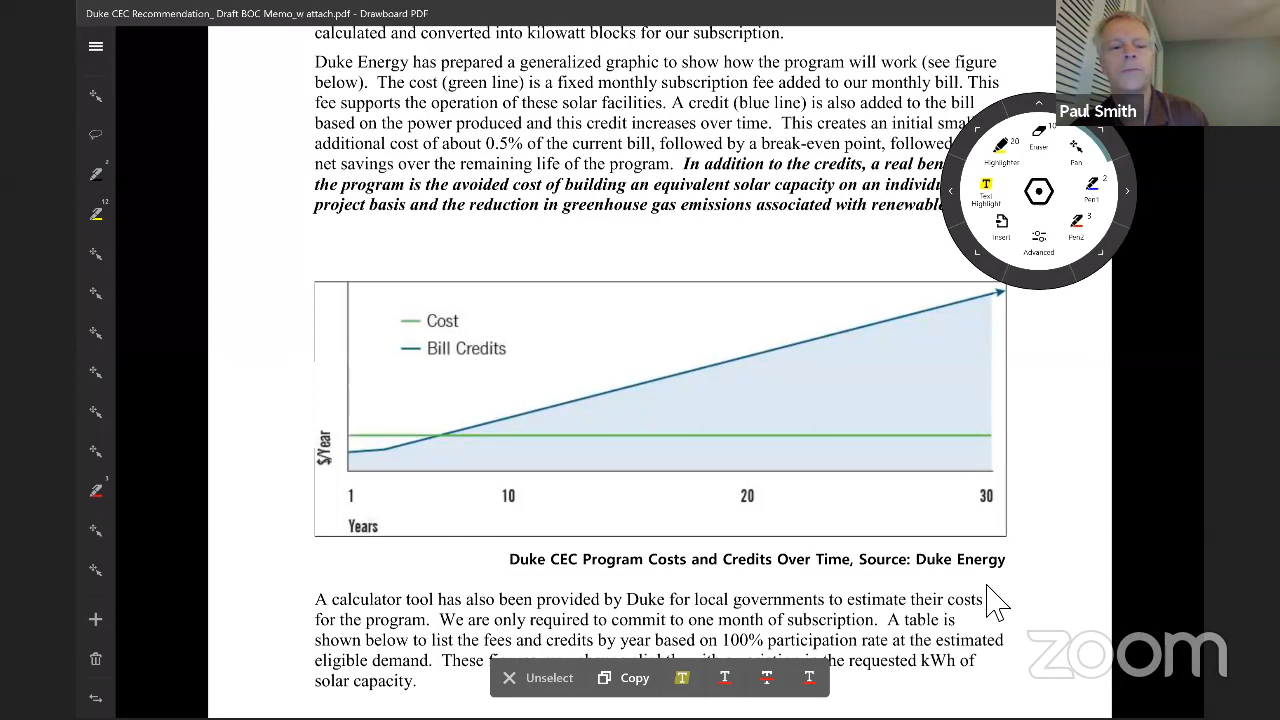 Duke CEC Recommendation_ Draft BOC Memo_w attach.pdf - Drawboard PDF
calculated and converted into kilowatt blocks for our subscription.
Duke Energy has prepared a generalized graphic to show how the program will work (see figure
below). The cost (green line) is a fixed monthly subscription fee added to our monthly bill. This
fee supports the operation of these solar facilities. A credit (blue line) is also added to the bill
based on the power produced and this credit increases over time. This creates an initial
additional cost of about 0.5% of the current bill, followed by a break-even point, followed
net savings over the remaining life of the program. In addition to the credits, a real
the program is the avoided cost of building an equivalent solar capacity on an
project basis and the reduction in greenhouse gas emissions associated with
Paul Smith
20
Highlighter
10
Eraser
Pan
Text
Highlight
2
Pen1
Insert
Advanced
3
Pen2
2
12
3
Cost
Bill Credits
$/Year
1 10 20 30
Years
Duke CEC Program Costs and Credits Over Time, Source: Duke Energy
A calculator tool has also been provided by Duke for local governments to estimate their costs
for the program. We are only required to commit to one month of subscription. A table is
shown below to list the fees and credits by year based on 100% participation rate at the estimated
eligible demand. These the requested kWh of
solar capacity.
Unselect Copy T T T T
zoom